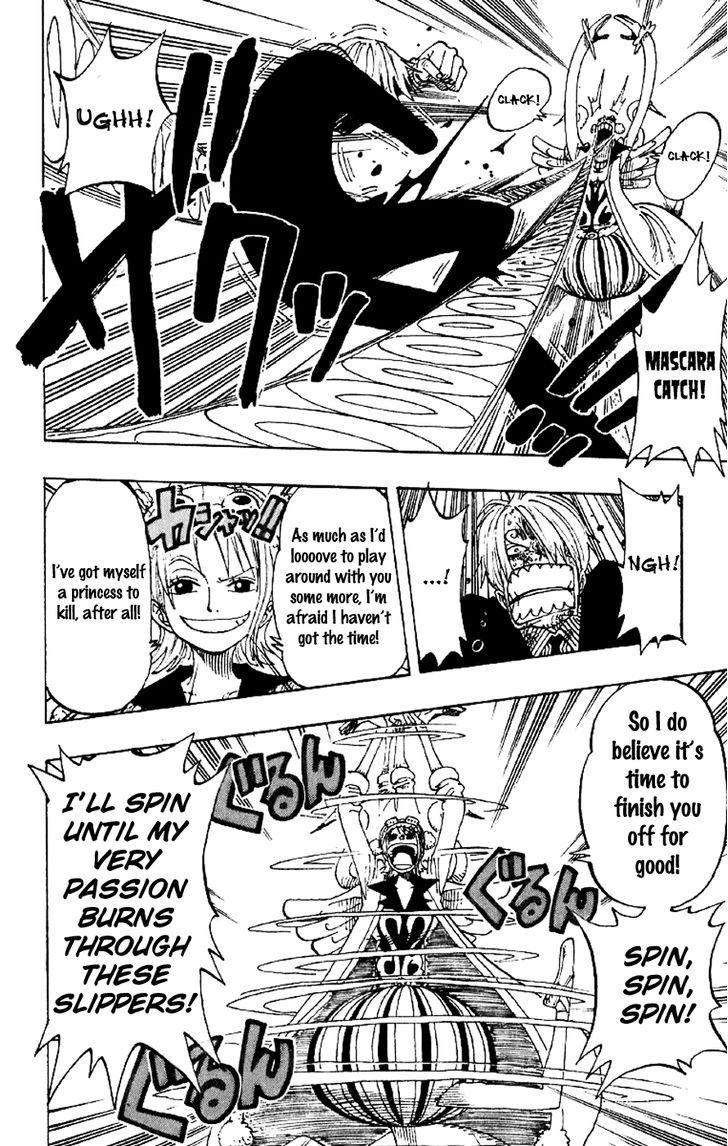 CLACK!
CLACK!
UGHH!
メグッ!!
MASCARA
CATCH!
NGH!
...!
As much as I'd
loooove to play
around with you
some more, I'm
afraid I haven't
got the time!
カシャッ!!
I've got myself
a princess to
kill, after all!
So I do
believe it's
time to
finish you
off for
good!
SPIN,
SPIN,
SPIN!
ぐるん
ぐるん
I'LL SPIN
UNTIL MY
VERY
PASSION
BURNS
THROUGH
THESE
SLIPPERS!
ぐるん